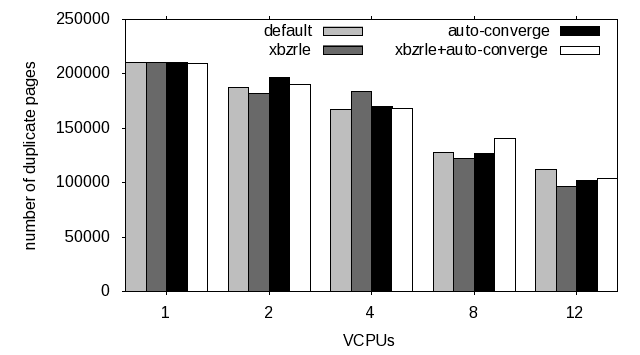 default
auto-converge
xbzrle
xbzrle+auto-converge
250000
200000
150000
100000
50000
0
number of duplicate pages
1
2
4
8
12
VCPUs